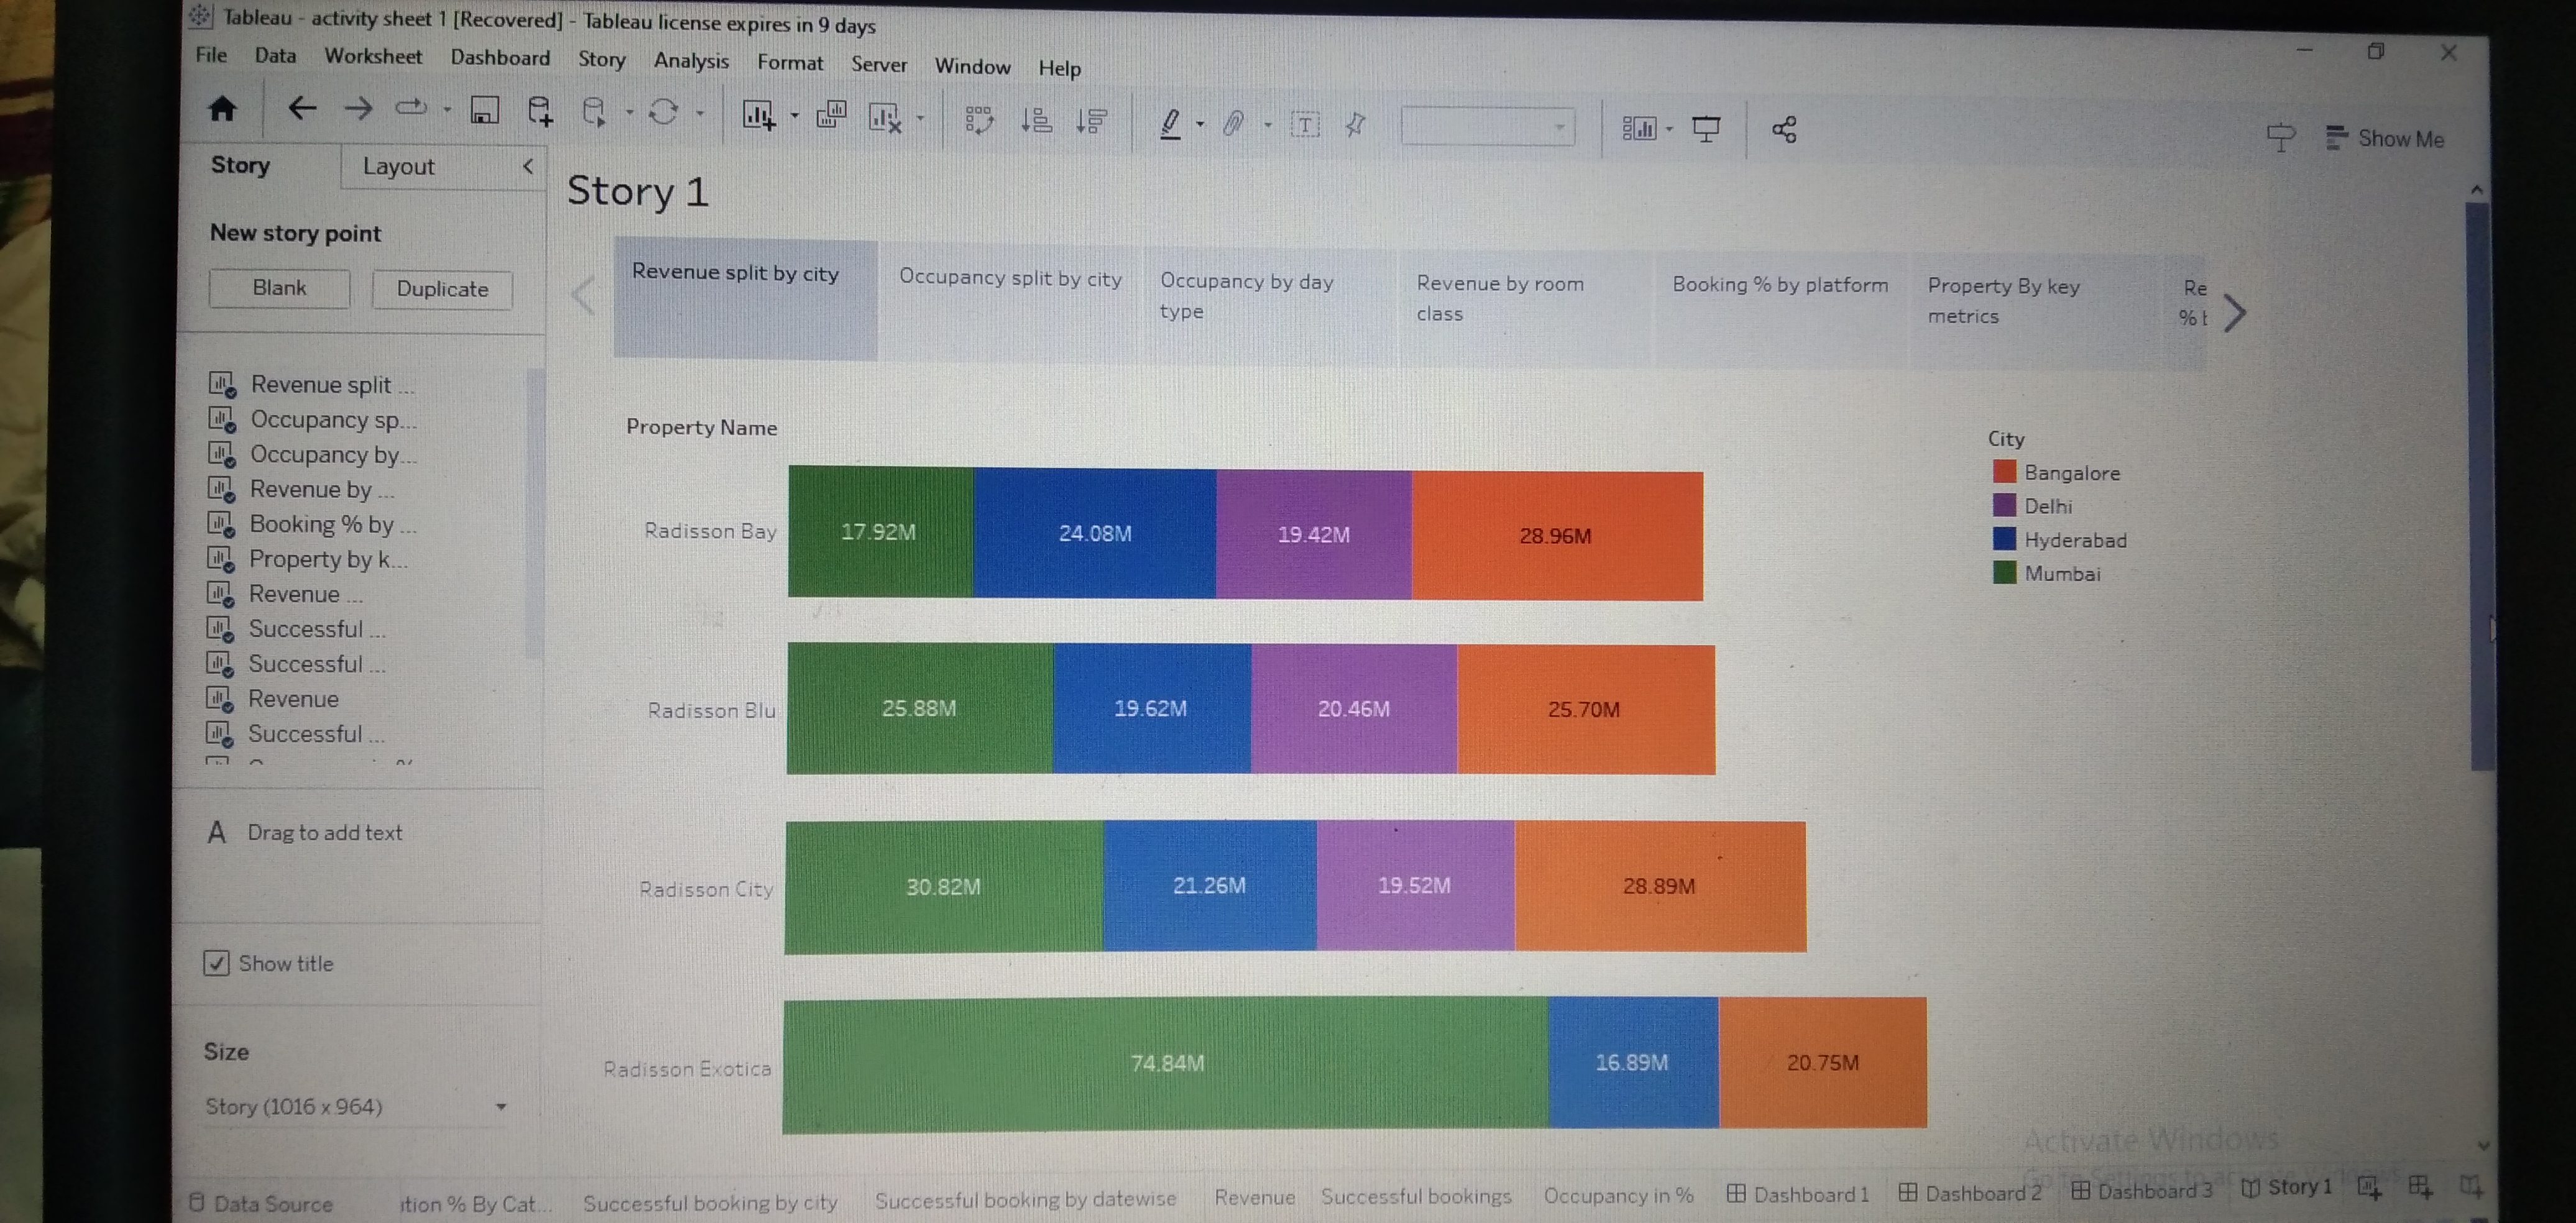 Tableau - activity sheet 1 [Recovered] - Tableau license expires in 9 days
File Data Worksheet Dashboard Story Analysis Format Server Window Help
Show Me
Story Layout
New story point
Blank Duplicate
Revenue split ...
Occupancy sp...
Occupancy by...
Revenue by ...
Booking % by ...
Property by k...
Revenue ...
Successful ...
Successful ...
Revenue
Successful ...
A Drag to add text
Show title
Size
Story (1016 x 964)
Story 1
Revenue split by city
Occupancy split by city
Occupancy by day
type
Revenue by room
class
Booking % by platform
Property By key
metrics
Re
% t
Property Name
Radisson Bay 17.92M 24.08M 19.42M 28.96M
Radisson Blu 25.88M 19.62M 20.46M 25.70M
Radisson City 30.82M 21.26M 19.52M 28.89M
Radisson Exotica 74.84M 16.89M 20.75M
City
Bangalore
Delhi
Hyderabad
Mumbai
Activate Windows
Data Source ition % By Cat... Successful booking by city Successful booking by datewise Revenue Successful bookings Occupancy in % Dashboard 1 Dashboard 2 Dashboard 3 Story 1